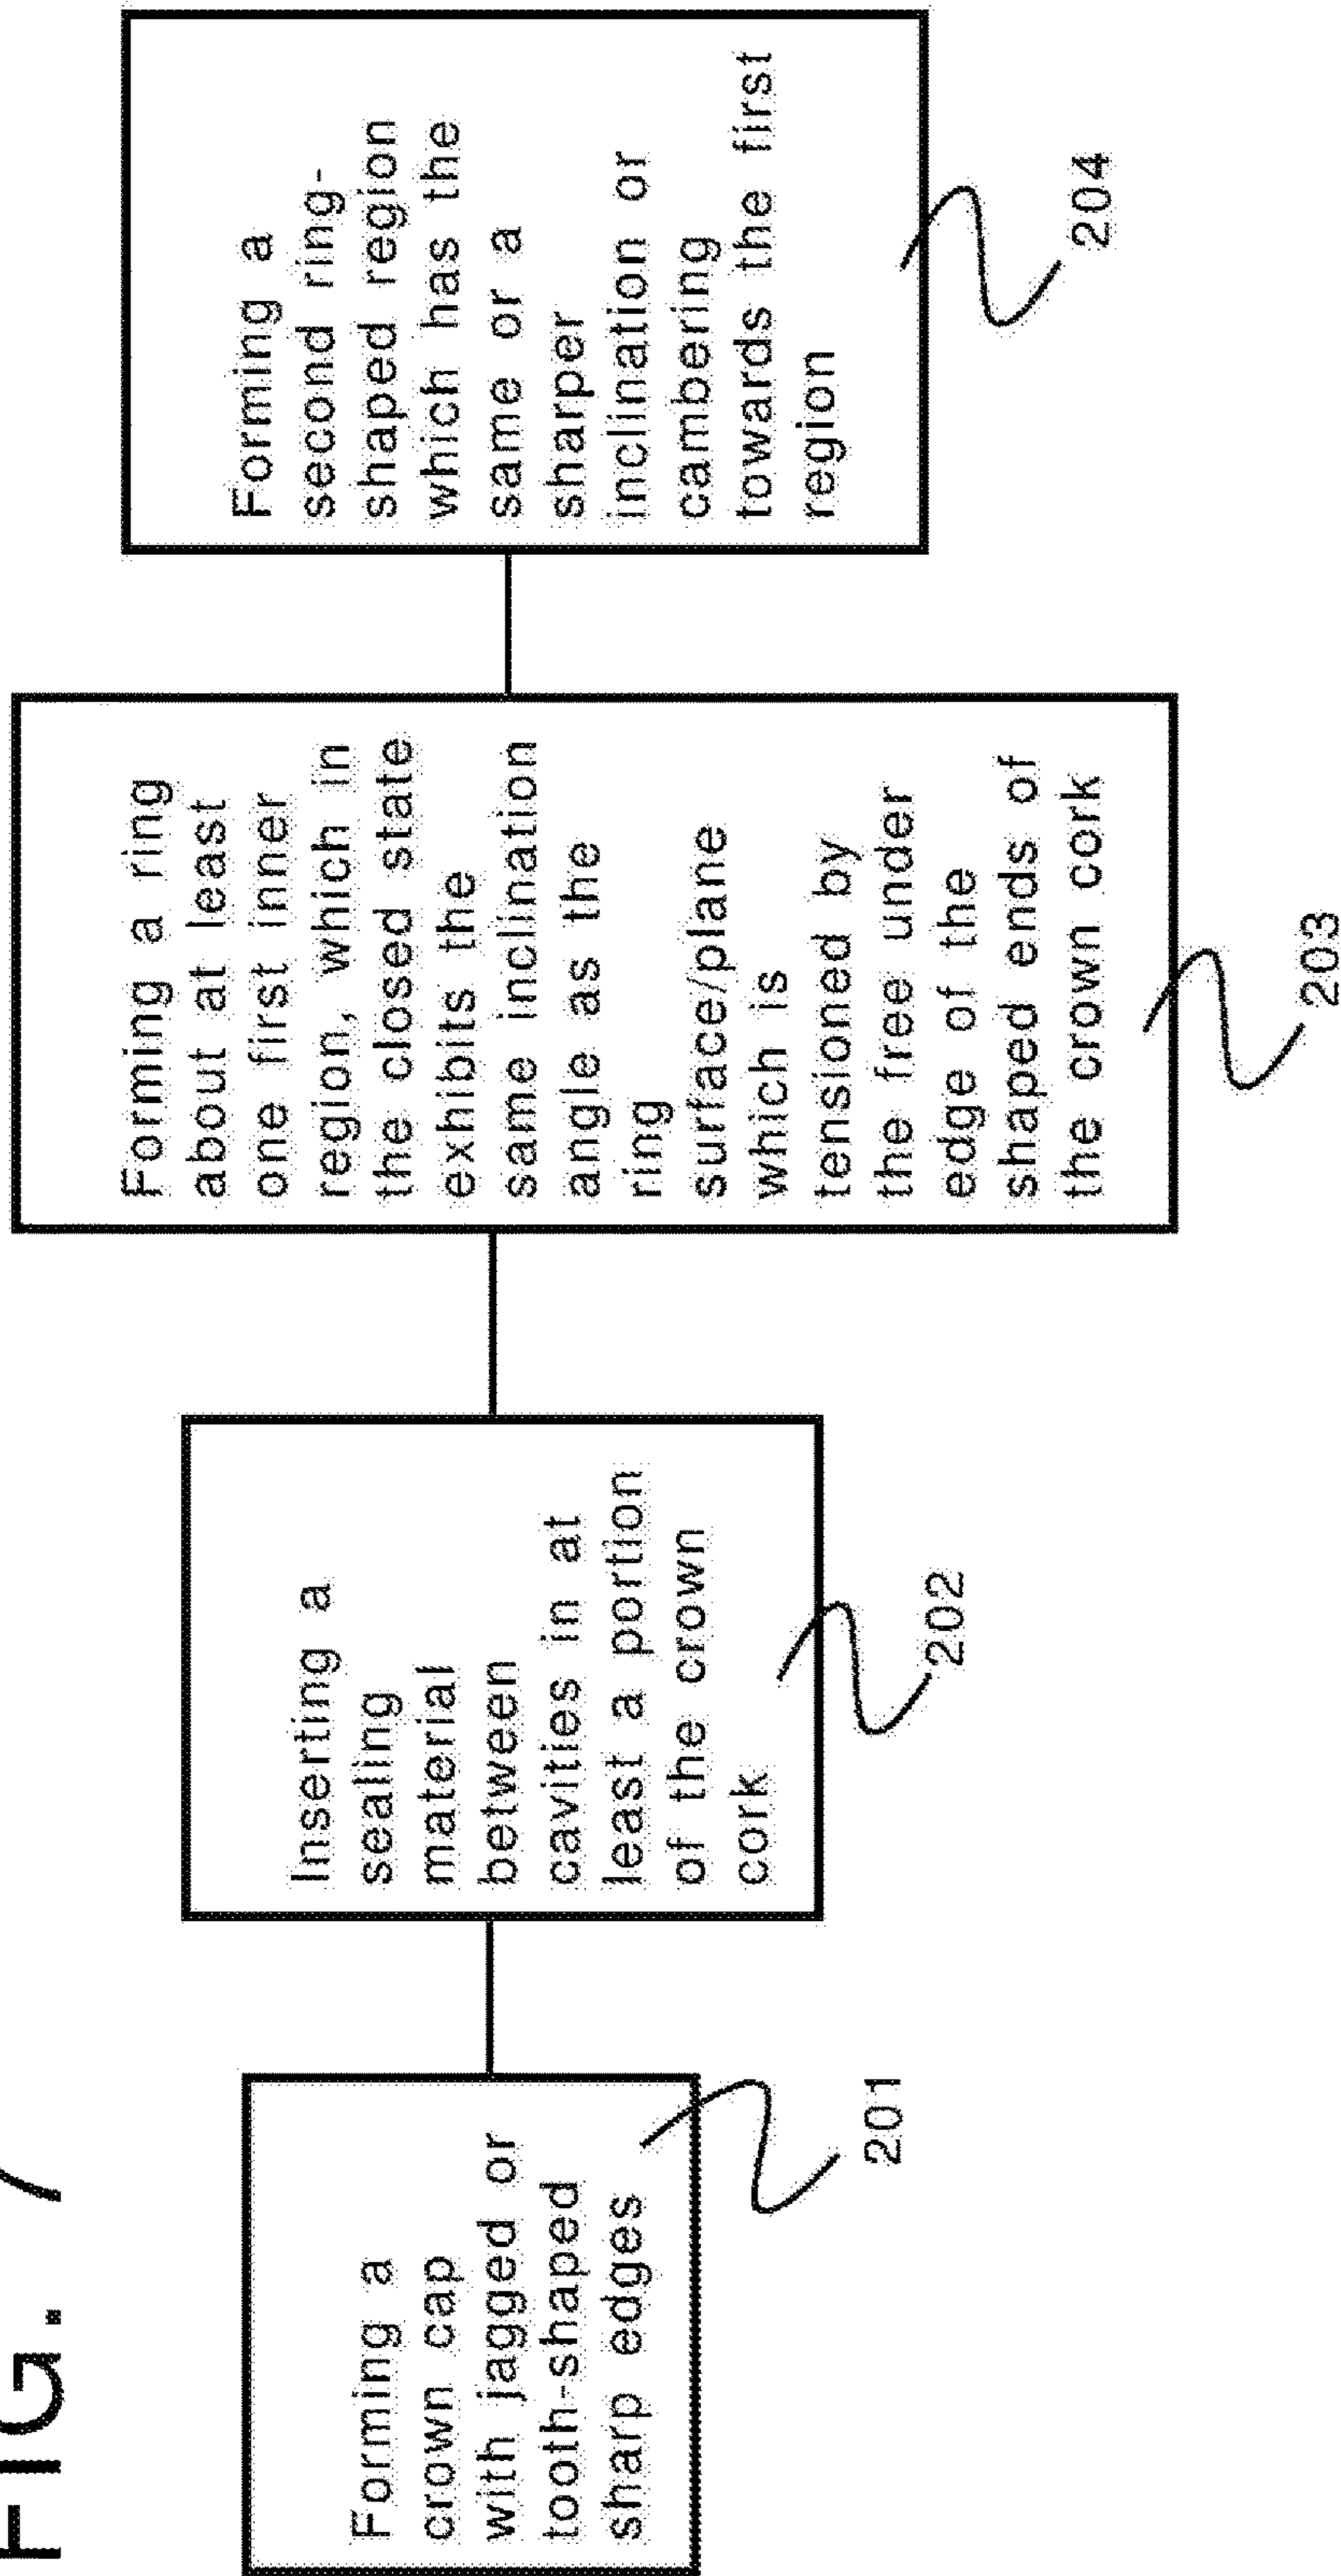 FIG. 7
Forming a
crown cap
with jagged or
tooth-shaped
sharp edges
201
Inserting a
sealing
material
between
cavities in at
least a portion
of the crown
cork
202
Forming a ring
about at least
one first inner
region, which in
the closed state
exhibits the
same inclination
angle as the
ring
surface/plane
which is
tensioned by
the free under
edge of the
shaped ends of
the crown cork
203
Forming a
second ring-
shaped region
which has the
same or a
sharper
inclination or
cambering
towards the first
region
204